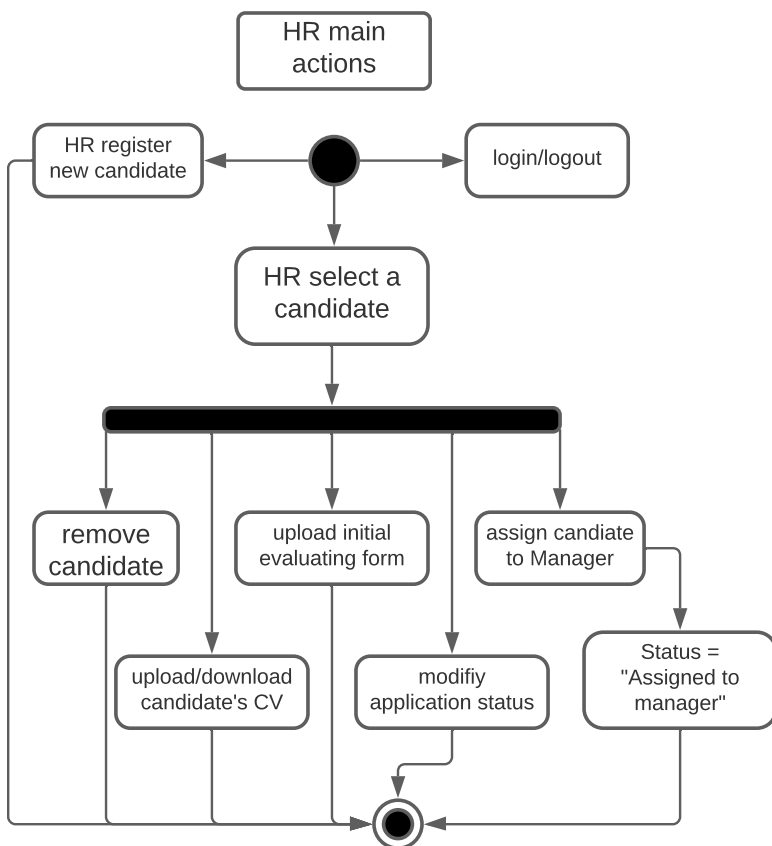 HR main
actions
HR register
new candidate
login/logout
HR select a
candidate
remove
candidate
upload initial
evaluating form
assign candiate
to Manager
upload/download
candidate's CV
modifiy
application status
Status =
"Assigned to
manager"